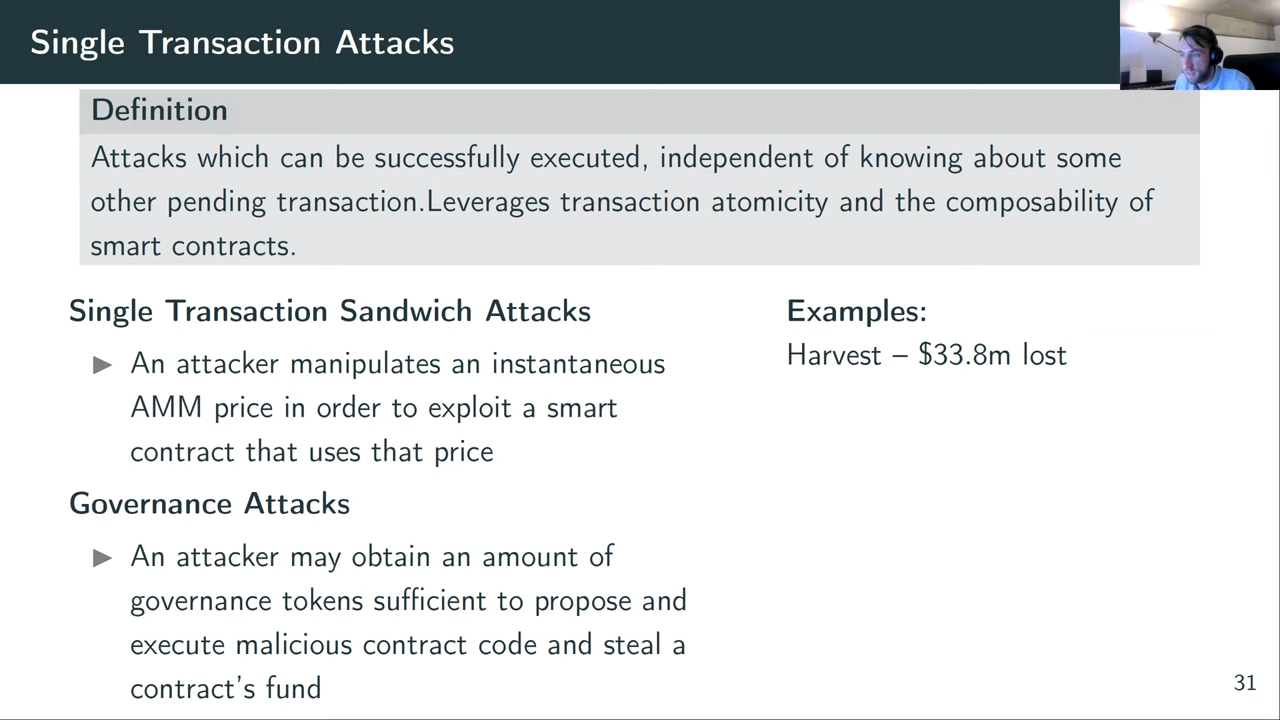 Single Transaction Attacks
Definition
Attacks which can be successfully executed, independent of knowing about some
other pending transaction.Leverages transaction atomicity and the composability of
smart contracts.
Single Transaction Sandwich Attacks
▶ An attacker manipulates an instantaneous
AMM price in order to exploit a smart
contract that uses that price
Governance Attacks
▶ An attacker may obtain an amount of
governance tokens sufficient to propose and
execute malicious contract code and steal a
contract's fund
Examples:
Harvest – $33.8m lost
31